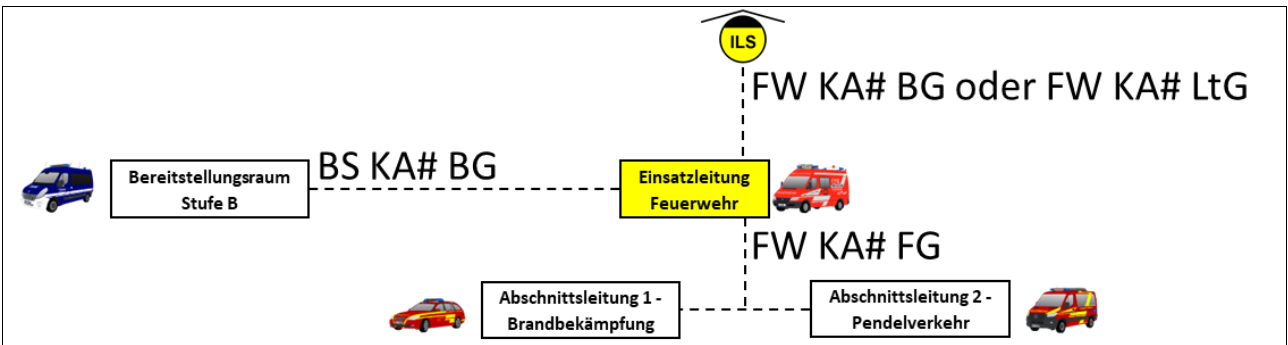 ILS
FW KA# BG oder FW KA# LtG
Bereitstellungsraum
Stufe B
BS KA# BG
Einsatzleitung
Feuerwehr
FW KA# FG
Abschnittsleitung 1 -
Brandbekämpfung
Abschnittsleitung 2 -
Pendelverkehr